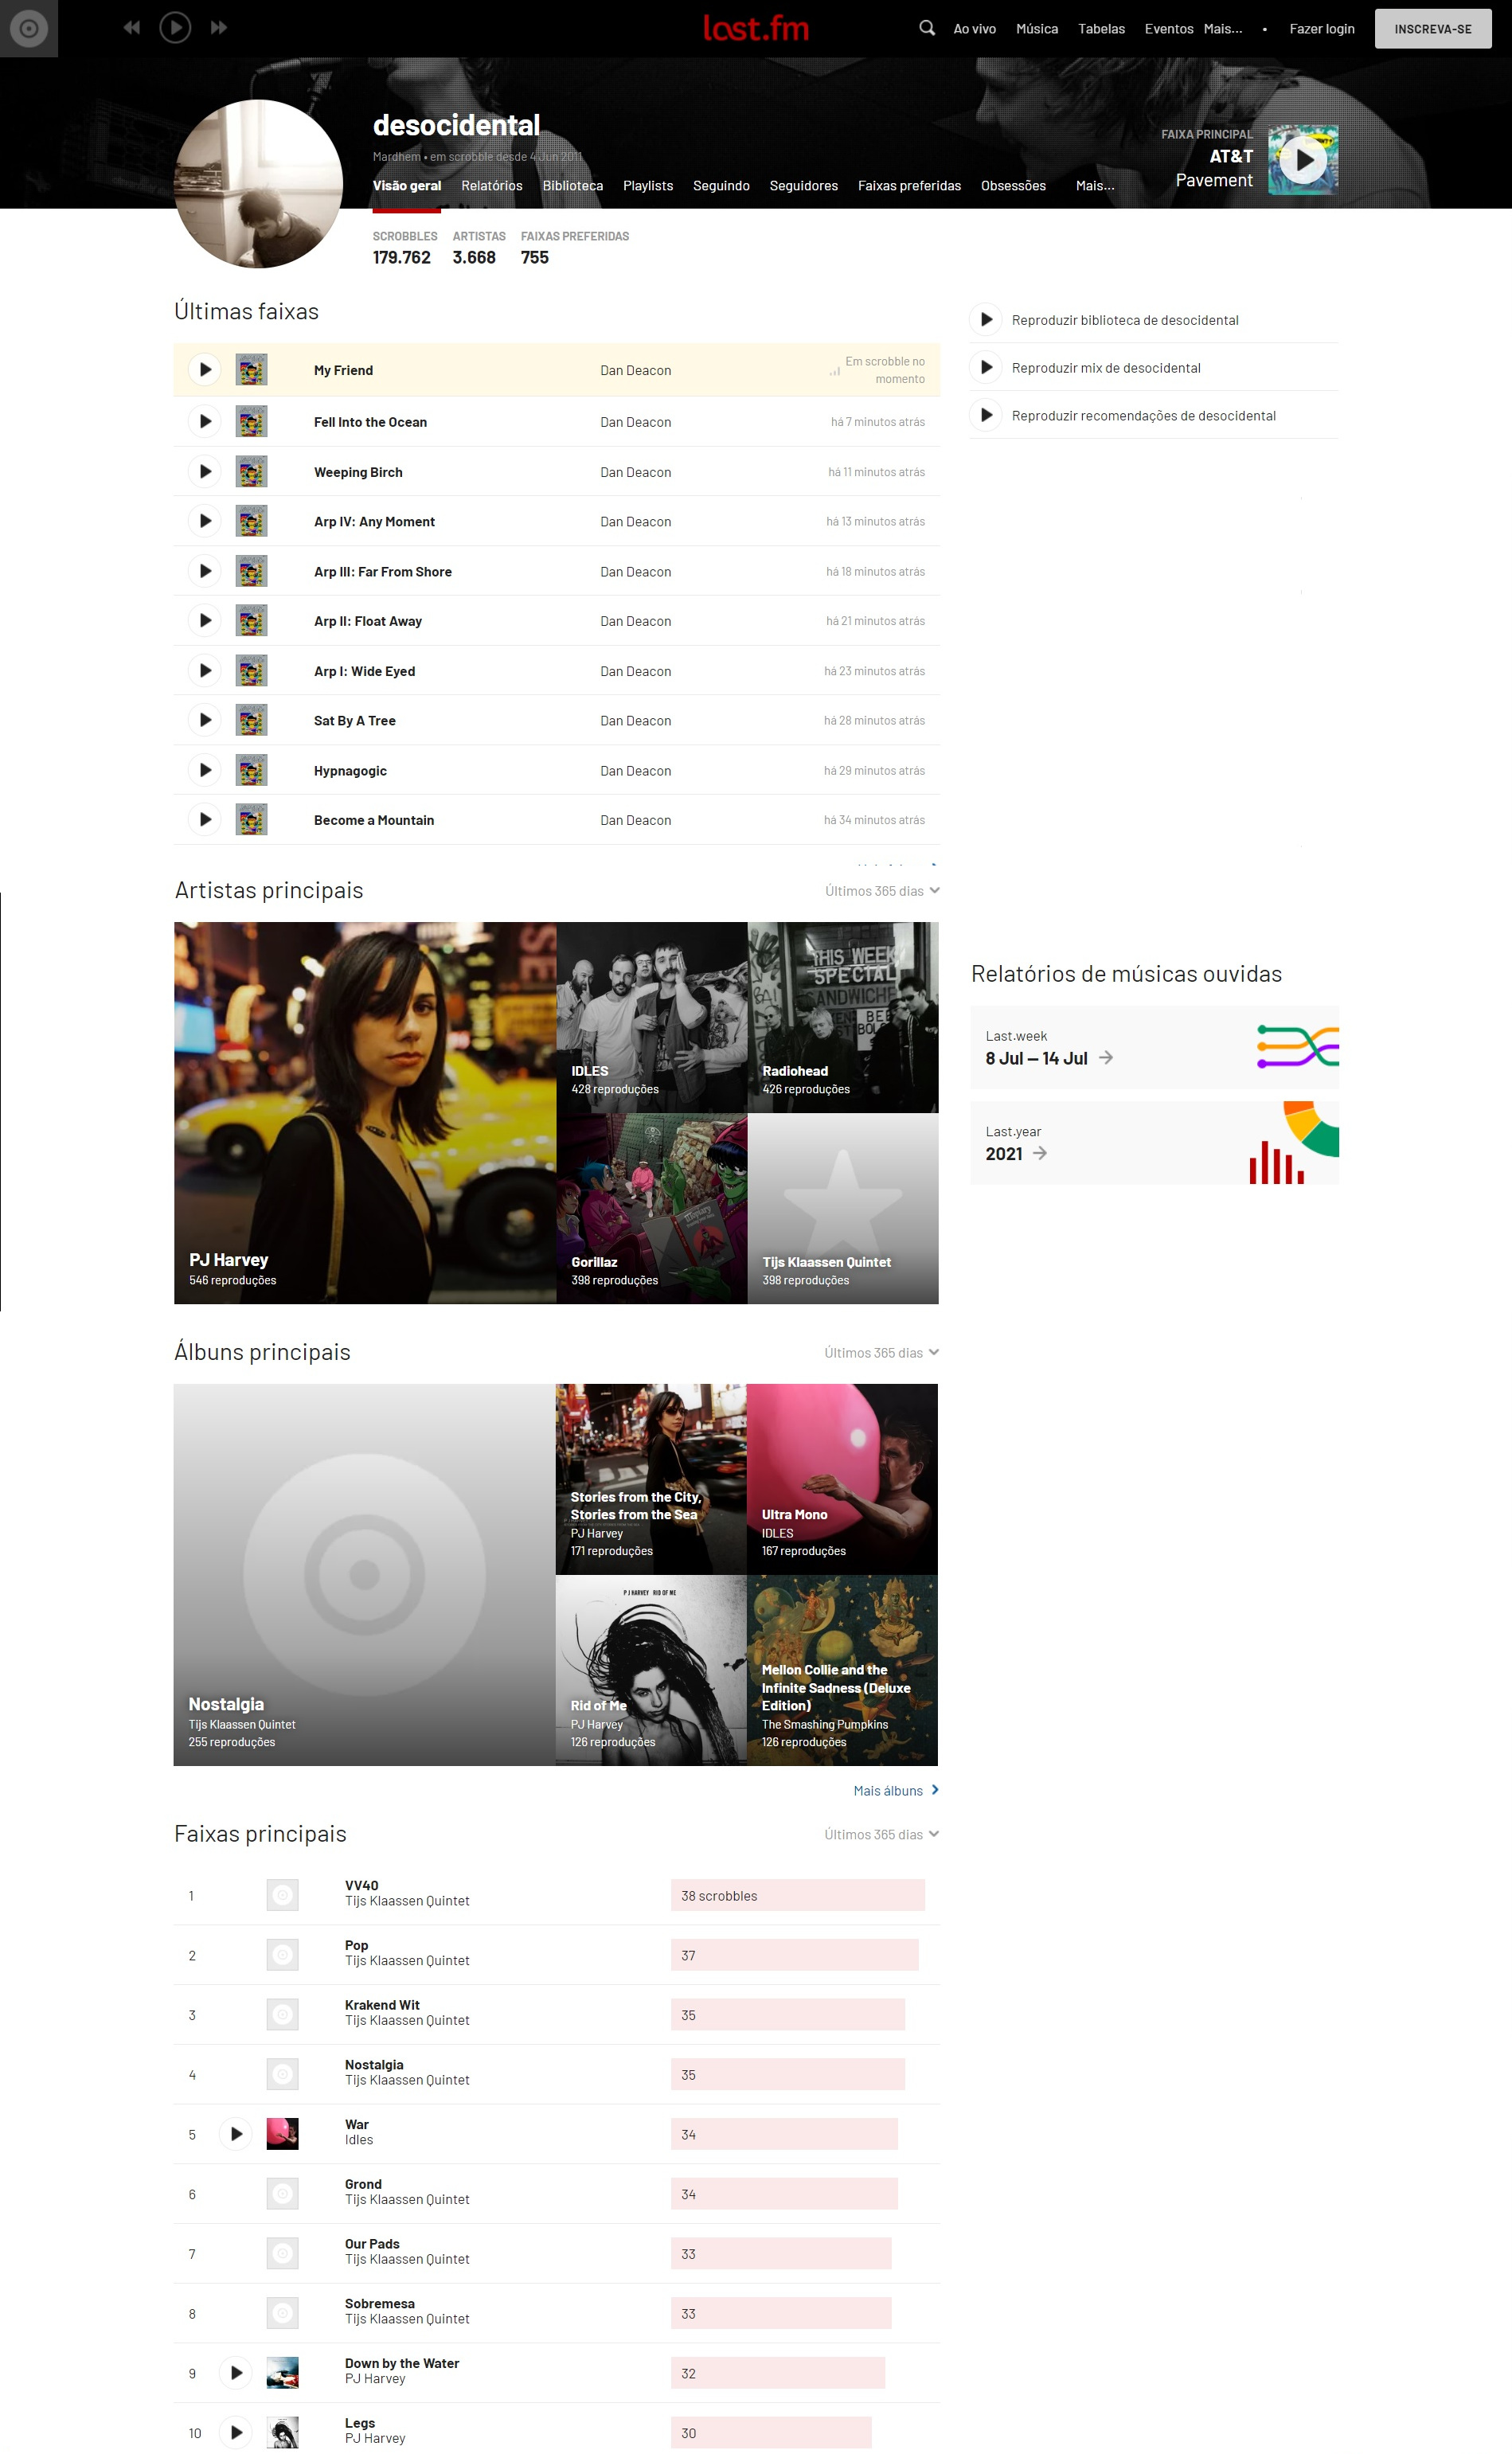 last.fm
Ao vivo Música Tabelas Eventos Mais... • Fazer login INSCREVA-SE
desocidental
Mardhem • em scrobble desde 4 Jun 2011
Visão geral Relatórios Biblioteca Playlists Seguindo Seguidores Faixas preferidas Obsessões Mais...
FAIXA PRINCIPAL
AT&T
Pavement
SCROBBLES ARTISTAS FAIXAS PREFERIDAS
179.762 3.668 755
Últimas faixas
My Friend Dan Deacon Em scrobble no
momento
Fell Into the Ocean Dan Deacon há 7 minutos atrás
Weeping Birch Dan Deacon há 11 minutos atrás
Arp IV: Any Moment Dan Deacon há 13 minutos atrás
Arp III: Far From Shore Dan Deacon há 18 minutos atrás
Arp II: Float Away Dan Deacon há 21 minutos atrás
Arp I: Wide Eyed Dan Deacon há 23 minutos atrás
Sat By A Tree Dan Deacon há 28 minutos atrás
Hypnagogic Dan Deacon há 29 minutos atrás
Become a Mountain Dan Deacon há 34 minutos atrás
Reproduzir biblioteca de desocidental
Reproduzir mix de desocidental
Reproduzir recomendações de desocidental
Artistas principais Últimos 365 dias
PJ Harvey
546 reproduções
THIS WEEK
SPECIAL
SANDWICHE
IDLES
428 reproduções
Radiohead
426 reproduções
Gorillaz
398 reproduções
Tijs Klaassen Quintet
398 reproduções
Relatórios de músicas ouvidas
Last.week
8 Jul — 14 Jul
Last.year
2021
Álbuns principais Últimos 365 dias
Nostalgia
Tijs Klaassen Quintet
255 reproduções
Stories from the City,
Stories from the Sea
PJ Harvey
171 reproduções
Ultra Mono
IDLES
167 reproduções
PJ HARVEY RID OF ME
Rid of Me
PJ Harvey
126 reproduções
Mellon Collie and the
Infinite Sadness (Deluxe
Edition)
The Smashing Pumpkins
126 reproduções
Mais álbuns
Faixas principais Últimos 365 dias
1 VV40 38 scrobbles
Tijs Klaassen Quintet
2 Pop 37
Tijs Klaassen Quintet
3 Krakend Wit 35
Tijs Klaassen Quintet
4 Nostalgia 35
Tijs Klaassen Quintet
5 War 34
Idles
6 Grond 34
Tijs Klaassen Quintet
7 Our Pads 33
Tijs Klaassen Quintet
8 Sobremesa 33
Tijs Klaassen Quintet
9 Down by the Water 32
PJ Harvey
10 Legs 30
PJ Harvey